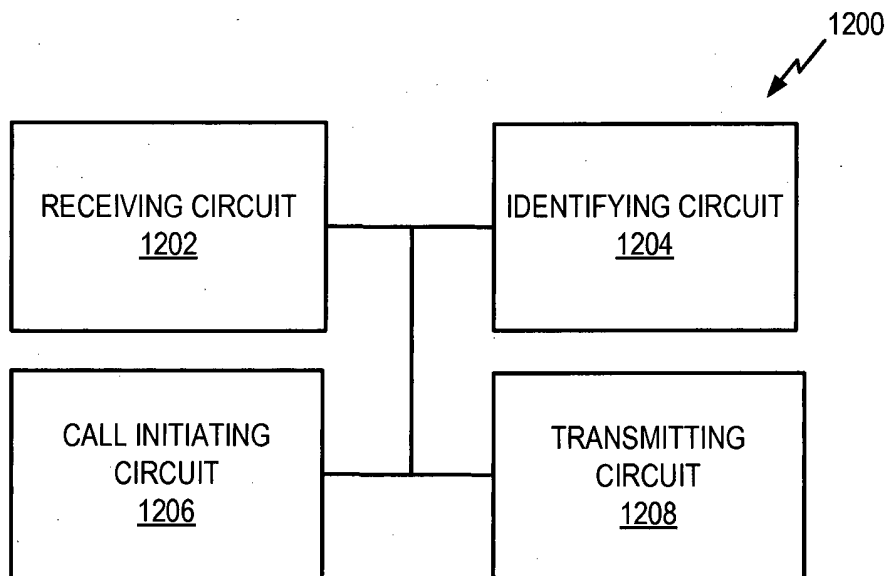 1200
RECEIVING CIRCUIT
1202
IDENTIFYING CIRCUIT
1204
CALL INITIATING
CIRCUIT
1206
TRANSMITTING
CIRCUIT
1208